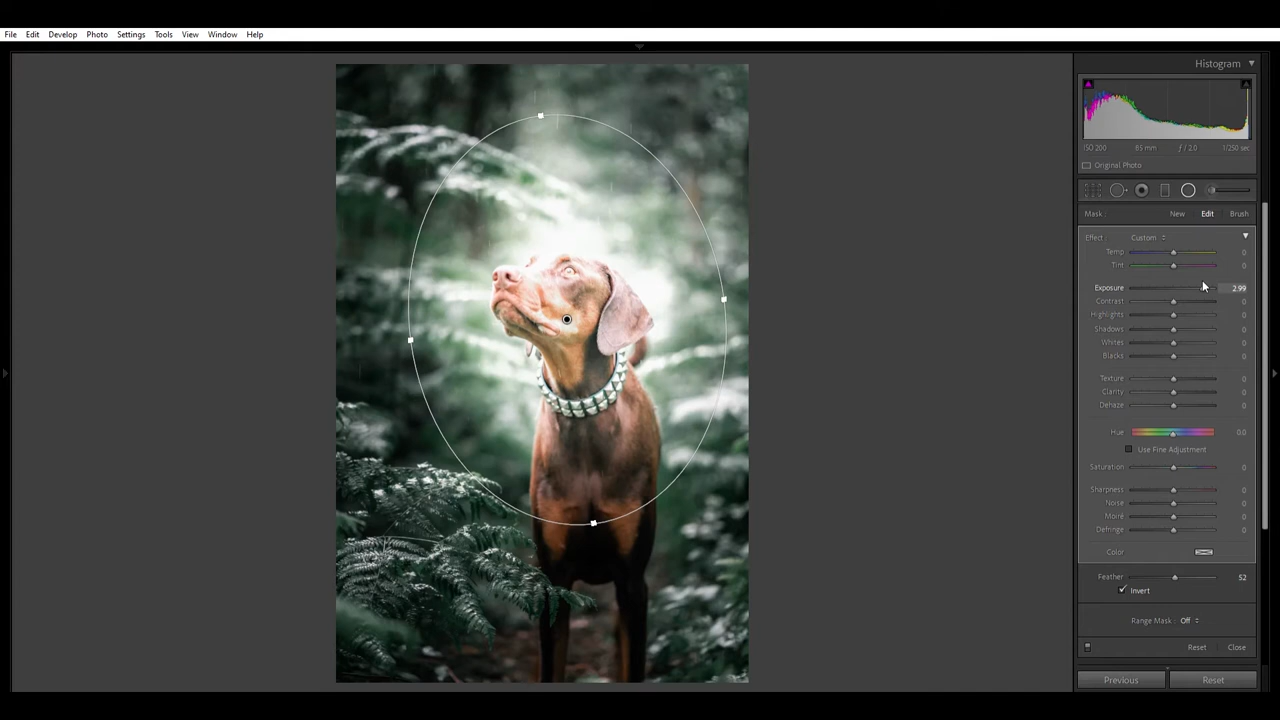 File Edit Develop Photo Settings Tools View Window Help
Histogram
ISO 200 85 mm ƒ / 2.0 1/250 sec
Original Photo
Mask : New Edit Brush
Effect : Custom
Temp 0
Tint 0
Exposure 2.99
Contrast 0
Highlights 0
Shadows 0
Whites 0
Blacks 0
Texture 0
Clarity 0
Dehaze 0
Hue 0.0
Use Fine Adjustment
Saturation 0
Sharpness 0
Noise 0
Moiré 0
Defringe 0
Color
Feather 52
Invert
Range Mask : Off
Reset Close
Previous Reset